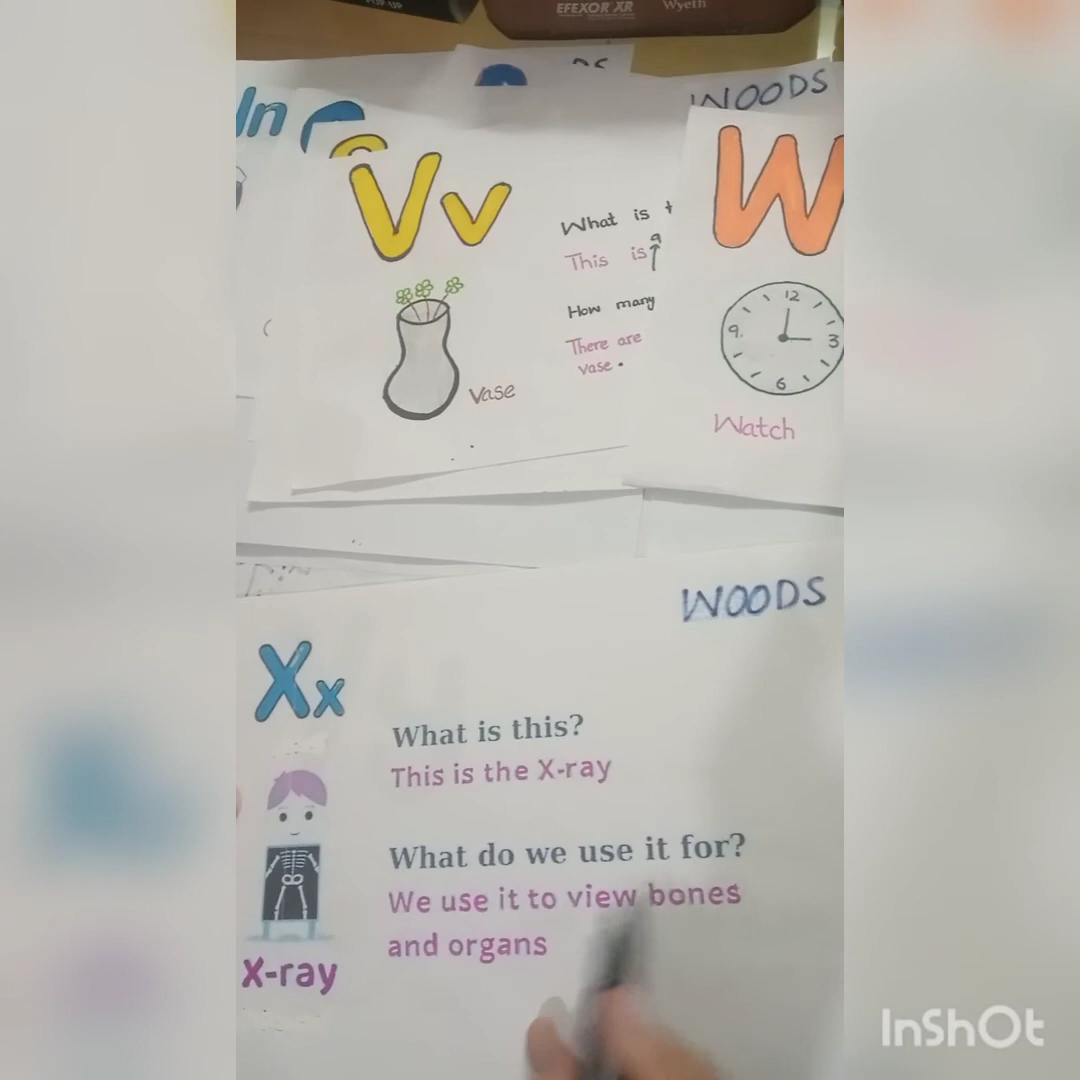 EFEXOR XR Wyeth
WOODS
In
Vv
What is
This is a
How many
There are
vase.
Vase
W
12
9
3
6
Watch
WOODS
Xx
What is this?
This is the X-ray
What do we use it for?
We use it to view bones
and organs
X-ray
InShOt